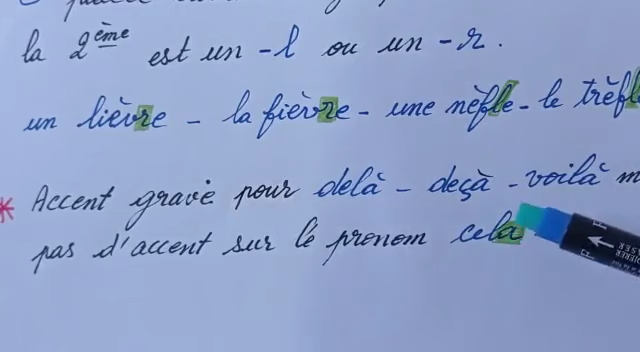 la 2ème est un -l ou un -r.
un lièvre - la fièvre - une nèfle - le trèfl
* Accent grave pour delà - deçà - voilà m
pas d'accent sur le pronom cela